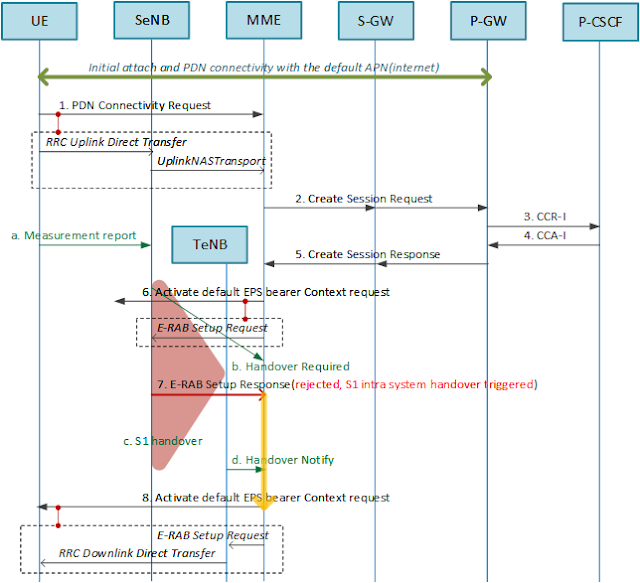 UE
SeNB
MME
S-GW
P-GW
P-CSCF
Initial attach and PDN connectivity with the default APN(internet)
1. PDN Connectivity Request
RRC Uplink Direct Transfer
UplinkNASTransport
2. Create Session Request
3. CCR-I
a. Measurement report
TeNB
4. CCA-I
5. Create Session Response
6. Activate default EPS bearer Context request
E-RAB Setup Request
b. Handover Required
7. E-RAB Setup Response(rejected, S1 intra system handover triggered)
c. S1 handover
d. Handover Notify
8. Activate default EPS bearer Context request
E-RAB Setup Request
RRC Downlink Direct Transfer